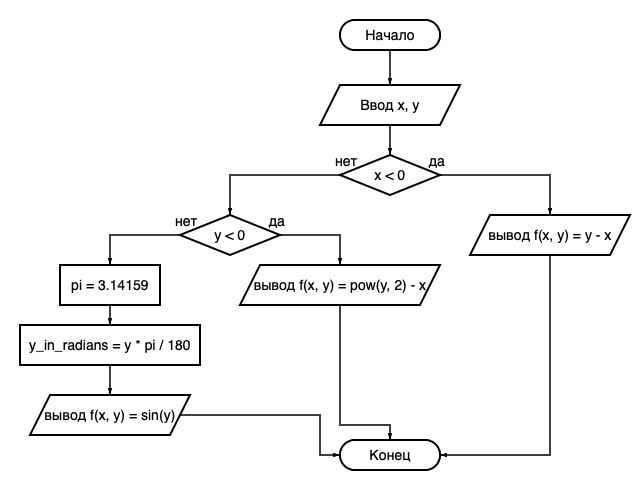 Начало
Ввод x, y
нет
x < 0
да
нет
y < 0
да
вывод f(x, y) = y - x
pi = 3.14159
вывод f(x, y) = pow(y, 2) - x
y_in_radians = y * pi / 180
вывод f(x, y) = sin(y)
Конец